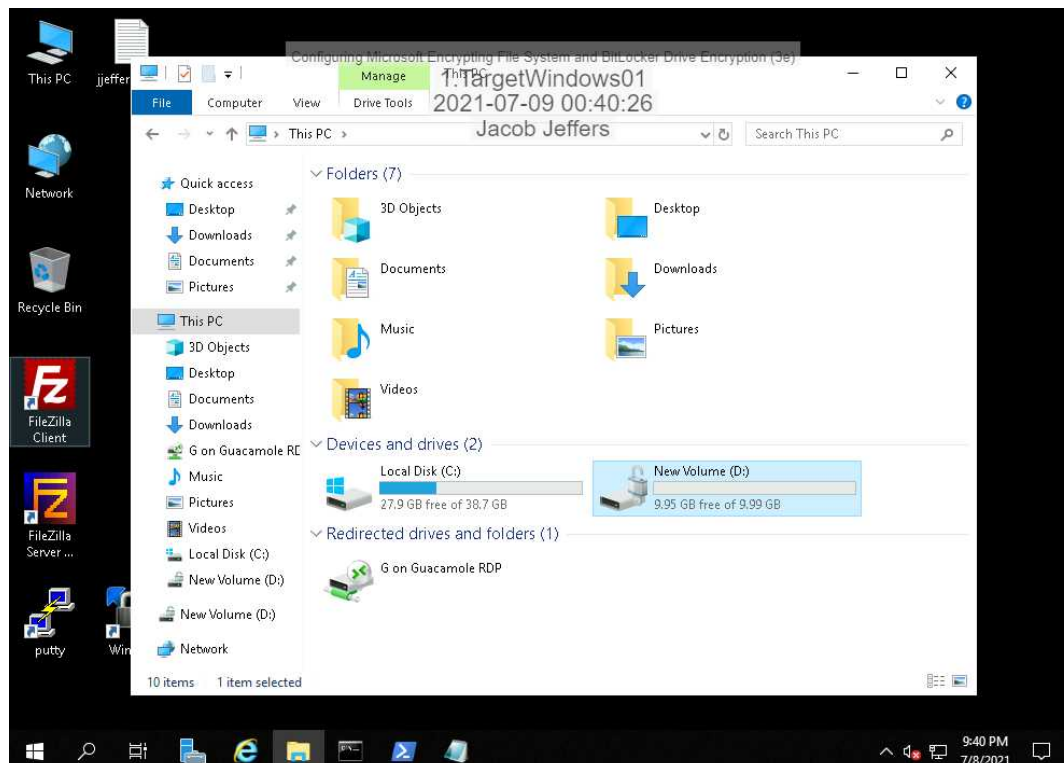 Configuring Microsoft Encrypting File System and BitLocker Drive Encryption (3e)
T:TargetWindows01
2021-07-09 00:40:26
Jacob Jeffers
This PC
Network
Recycle Bin
FileZilla
Client
FileZilla
Server ...
putty
jjeffer
Win
Manage
This PC
File
Computer
View
Drive Tools
This PC
Search This PC
Quick access
Desktop
Downloads
Documents
Pictures
This PC
3D Objects
Desktop
Documents
Downloads
G on Guacamole RD
Music
Pictures
Videos
Local Disk (C:)
New Volume (D:)
New Volume (D:)
Network
Folders (7)
3D Objects
Desktop
Documents
Downloads
Music
Pictures
Videos
Devices and drives (2)
Local Disk (C:)
27.9 GB free of 38.7 GB
New Volume (D:)
9.95 GB free of 9.99 GB
Redirected drives and folders (1)
G on Guacamole RDP
10 items 1 item selected
9:40 PM
7/8/2021